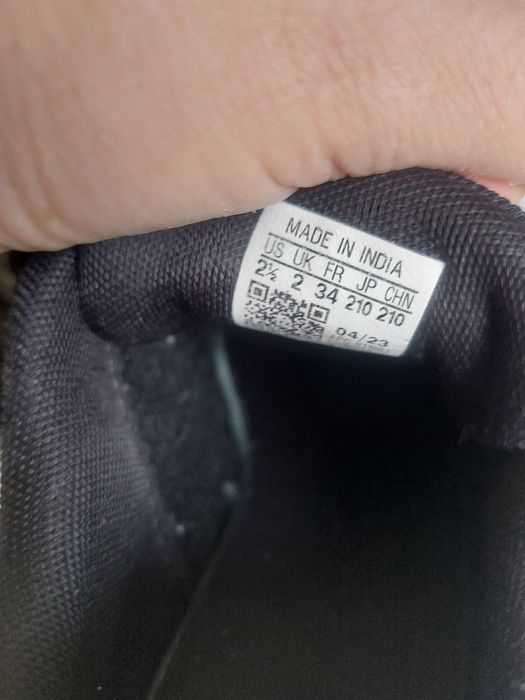 MADE IN INDIA
US UK FR JP CHN
2½ 2 34 210 210
04/23